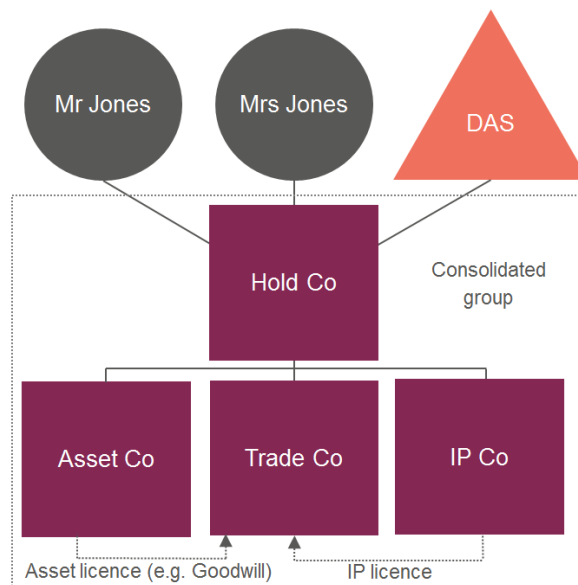 Mr Jones
Mrs Jones
DAS
Hold Co
Consolidated
group
Asset Co
Trade Co
IP Co
Asset licence (e.g. Goodwill)
IP licence